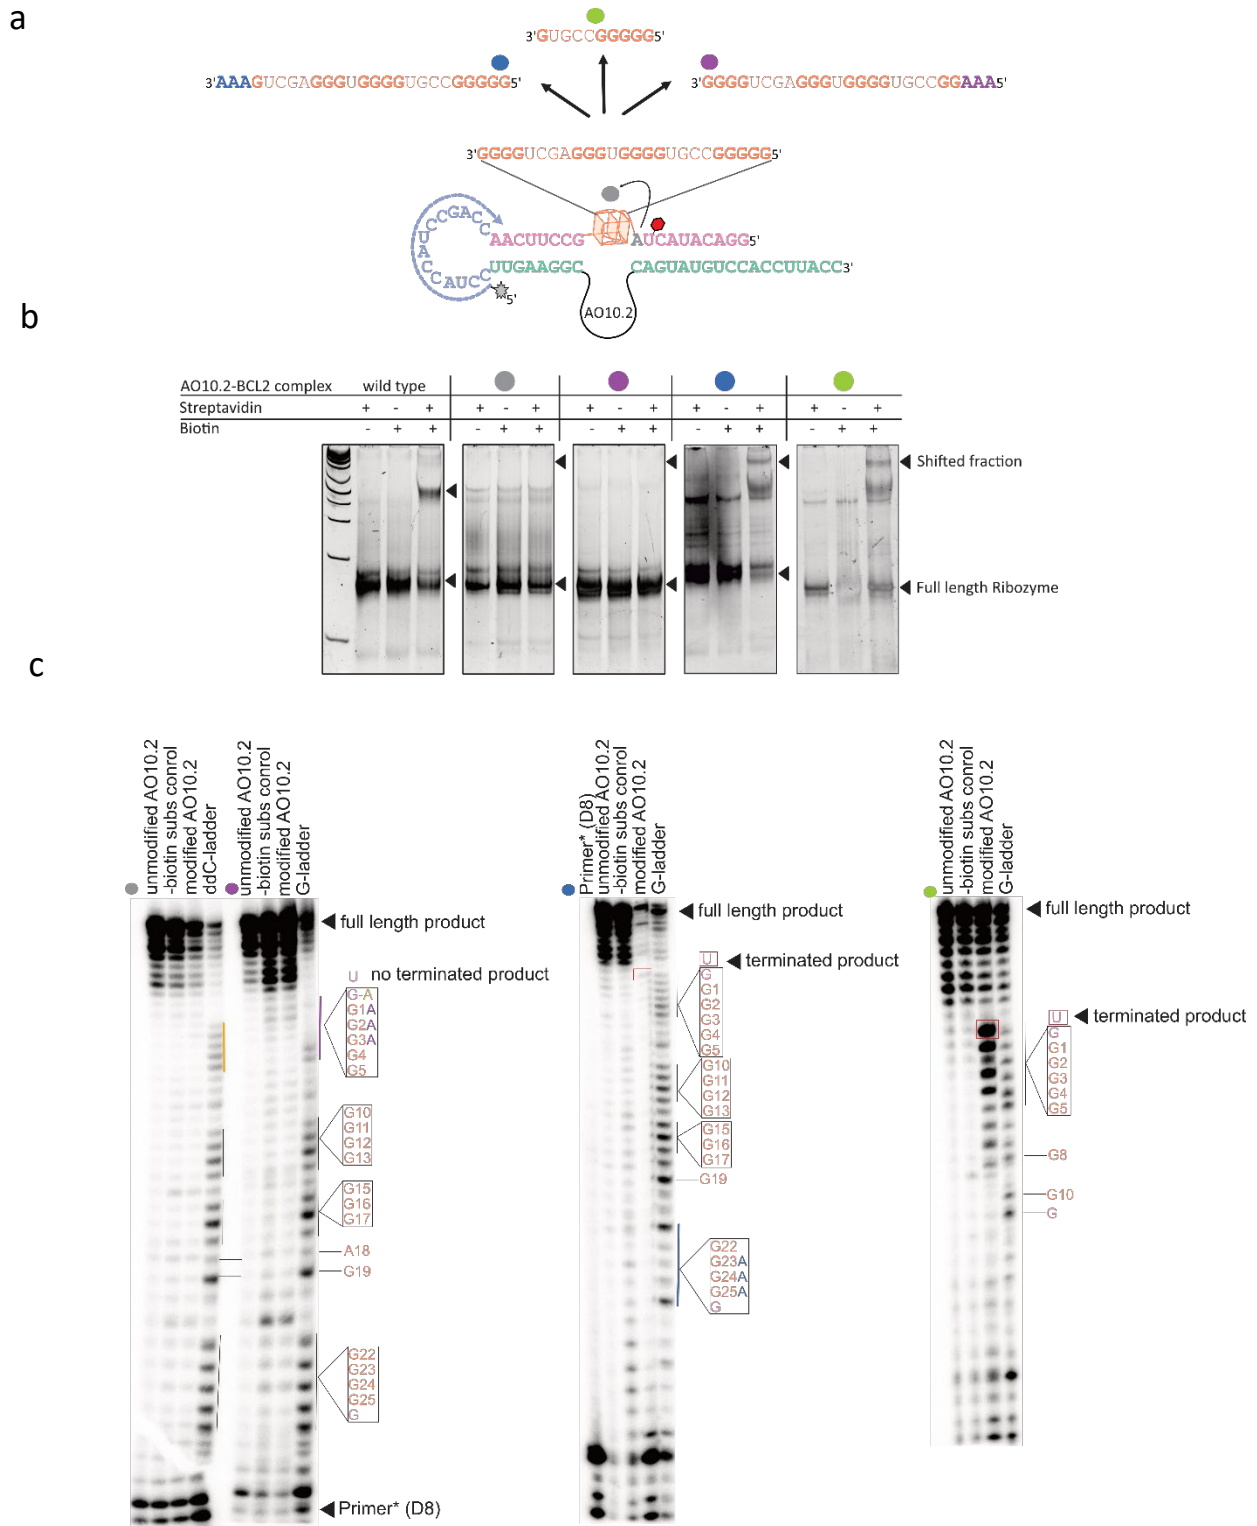 a
3'GUGCCGGGGG5'
3'AAAGUCGAGGGUGGGGUGCCGGGGG5'
3'GGGGUCGAGGGUGGGGUGCCGGAAA5'
3'GGGGUCGAGGGUGGGGUGCCGGGGG5'
CCUACCAUCCGACC
AACUUCCG
AUCAUACAGG5'
UUGAAGGC
CAGUAUGUCCACCUUACC3'
5'
AO10.2
b
AO10.2-BCL2 complex wild type
Streptavidin + - + + - + + - + + - + + - +
Biotin - + + - + + - + + - + + - + +
Shifted fraction
Full length Ribozyme
c
unmodified AO10.2
-biotin subs conrol
modified AO10.2
ddC-ladder
unmodified AO10.2
-biotin subs conrol
modified AO10.2
G-ladder
full length product
U no terminated product
G-A
G1A
G2A
G3A
G4
G5
G10
G11
G12
G13
G15
G16
G17
A18
G19
G22
G23
G24
G25
G
Primer* (D8)
Primer* (D8)
unmodified AO10.2
-biotin subs conrol
modified AO10.2
G-ladder
full length product
U terminated product
G
G1
G2
G3
G4
G5
G10
G11
G12
G13
G15
G16
G17
G19
G22
G23A
G24A
G25A
G
unmodified AO10.2
-biotin subs conrol
modified AO10.2
G-ladder
full length product
U terminated product
G
G1
G2
G3
G4
G5
G8
G10
G